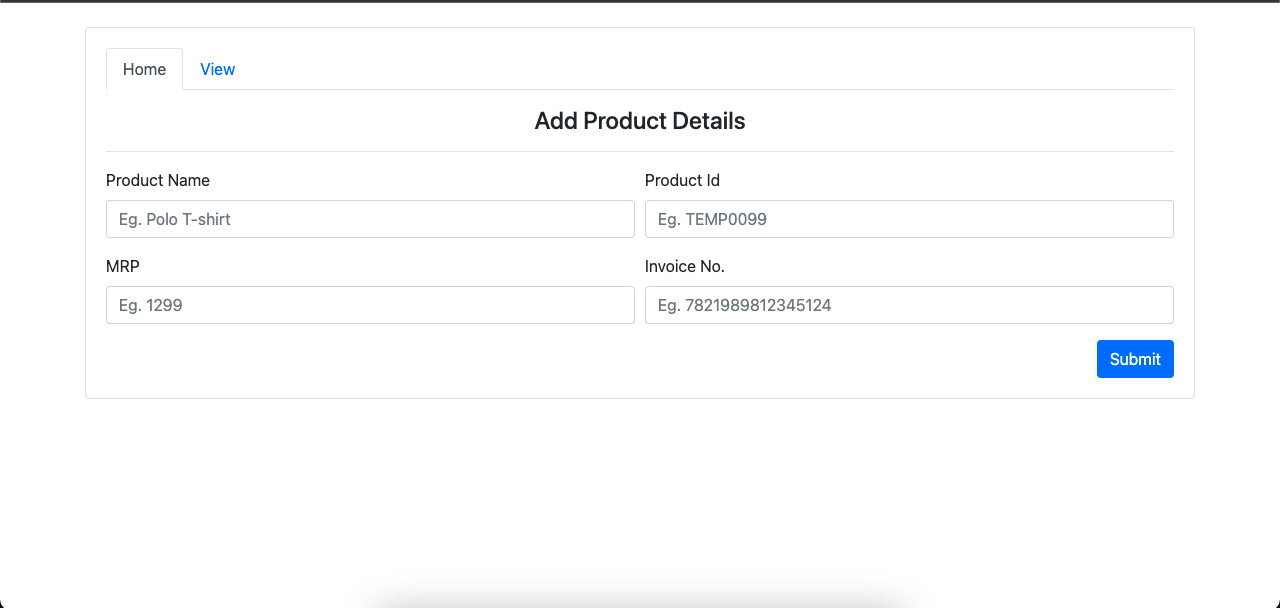 Home View
Add Product Details
Product Name Product Id
Eg. Polo T-shirt Eg. TEMP0099
MRP Invoice No.
Eg. 1299 Eg. 7821989812345124
Submit